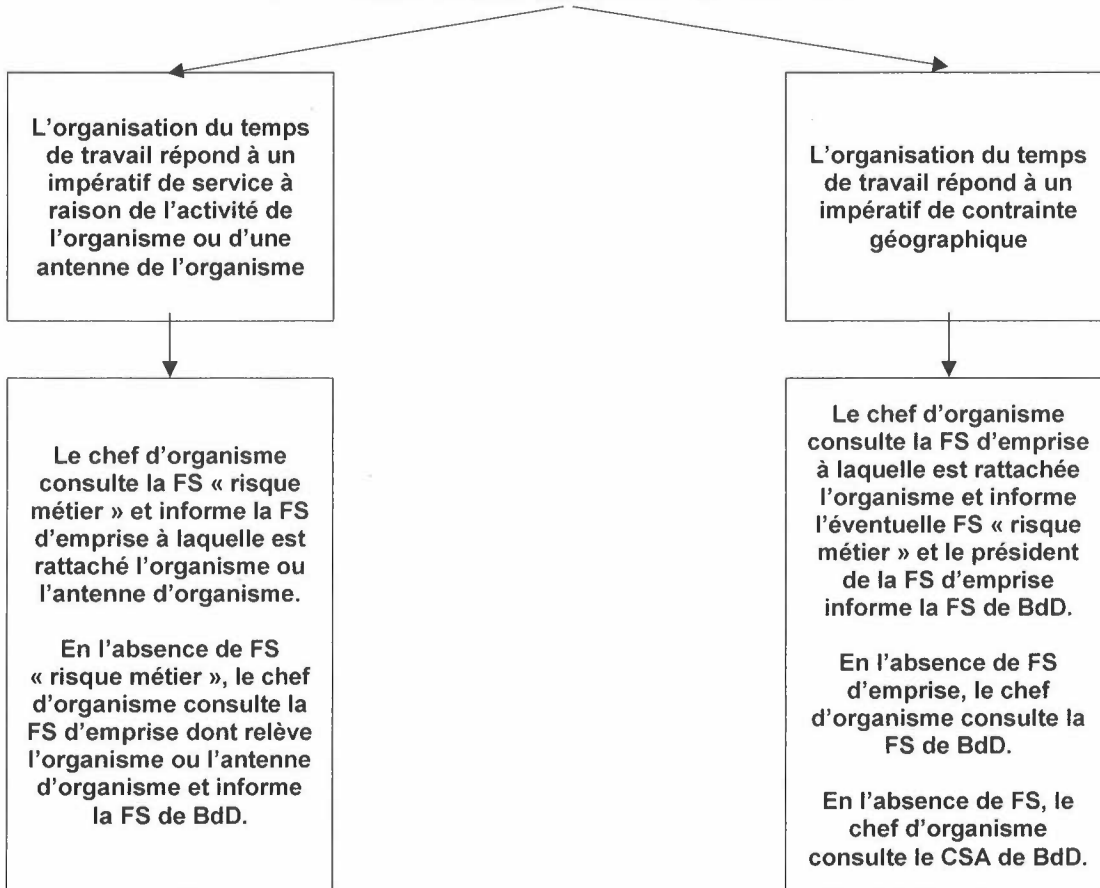 L'organisation du temps
de travail répond à un
impératif de service à
raison de l'activité de
l'organisme ou d'une
antenne de l'organisme
L'organisation du temps
de travail répond à un
impératif de contrainte
géographique
Le chef d'organisme
consulte la FS « risque
métier » et informe la FS
d'emprise à laquelle est
rattaché l'organisme ou
l'antenne d'organisme.
En l'absence de FS
« risque métier », le chef
d'organisme consulte la
FS d'emprise dont relève
l'organisme ou l'antenne
d'organisme et informe
la FS de BdD.
Le chef d'organisme
consulte la FS d'emprise
à laquelle est rattachée
l'organisme et informe
l'éventuelle FS « risque
métier » et le président
de la FS d'emprise
informe la FS de BdD.
En l'absence de FS
d'emprise, le chef
d'organisme consulte la
FS de BdD.
En l'absence de FS, le
chef d'organisme
consulte le CSA de BdD.